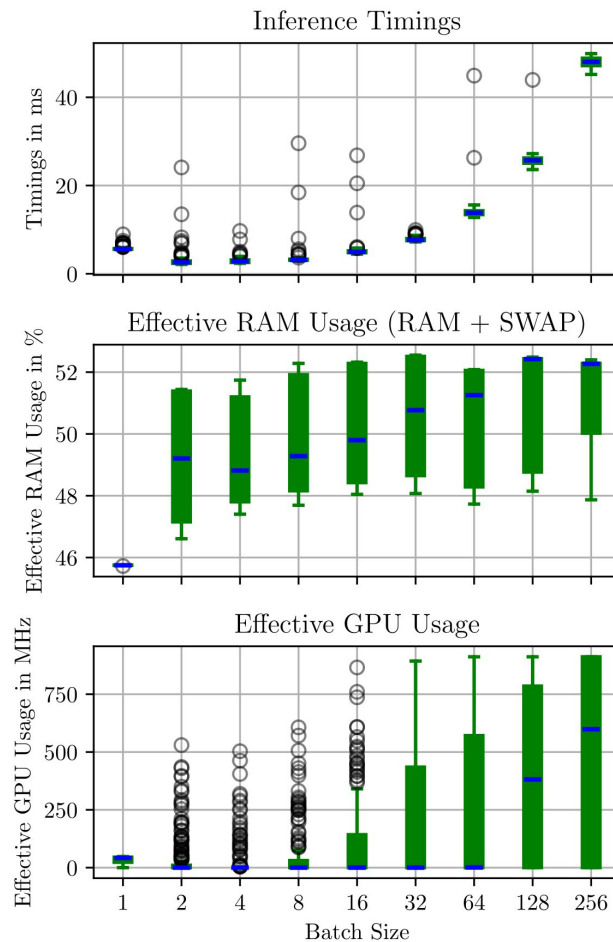 Inference Timings
Timings in ms
40
20
0
Effective RAM Usage (RAM + SWAP)
Effective RAM Usage in %
52
50
48
46
Effective GPU Usage
Effective GPU Usage in MHz
750
500
250
0
1 2 4 8 16 32 64 128 256
Batch Size